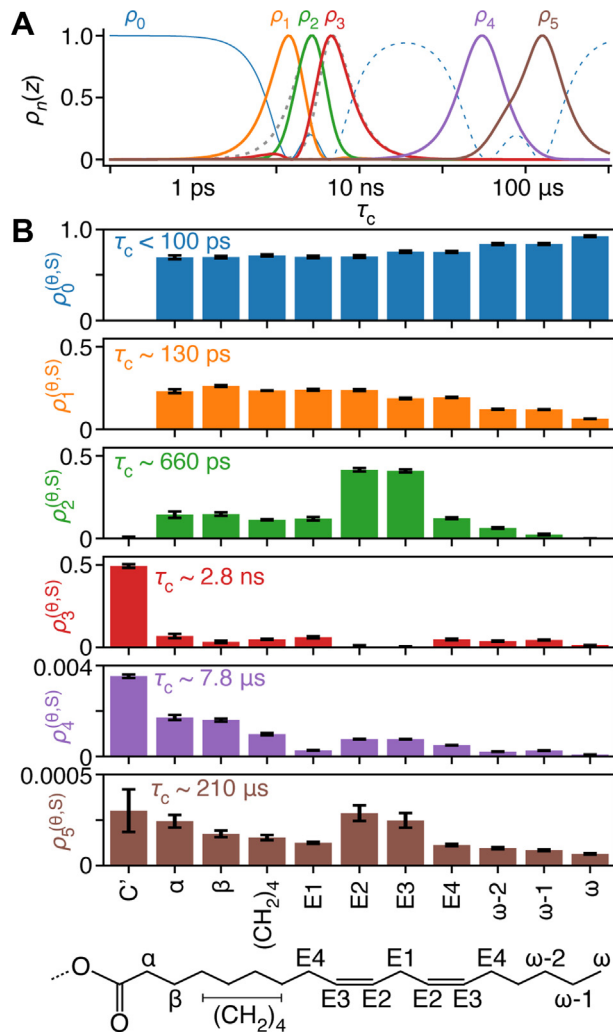 A
ρ0 ρ1 ρ2 ρ3 ρ4 ρ5
1.0
0.5
0
ρn(z)
1 ps 10 ns 100 μs
τc
B
1.0
0
ρ0(θ,S)
τc < 100 ps
0.5
0
ρ1(θ,S)
τc ~ 130 ps
0.5
0
ρ2(θ,S)
τc ~ 660 ps
0.5
0
ρ3(θ,S)
τc ~ 2.8 ns
0.004
0
ρ4(θ,S)
τc ~ 7.8 μs
0.0005
0
ρ5(θ,S)
τc ~ 210 μs
C' α β (CH2)4 E1 E2 E3 E4 ω-2 ω-1 ω
O α E4 E1 E4 ω-2 ω
O β (CH2)4 E3 E2 E2 E3 ω-1